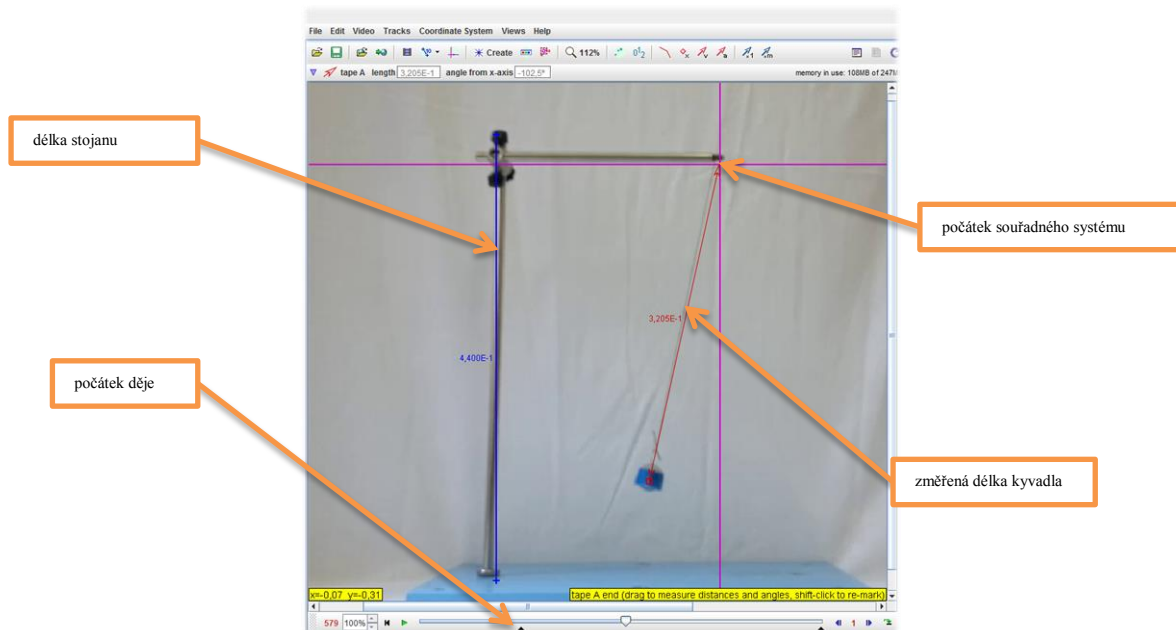 File Edit Video Tracks Coordinate System Views Help
Create 112%
tape A length 3,205E-1 angle from x-axis -102,5° memory in use: 108MB of 247M
délka stojanu
počátek souřadného systému
3,205E-1
4,400E-1
počátek děje
změřená délka kyvadla
x=-0,07 y=-0,31 tape A end (drag to measure distances and angles, shift-click to re-mark)
579 100% 1